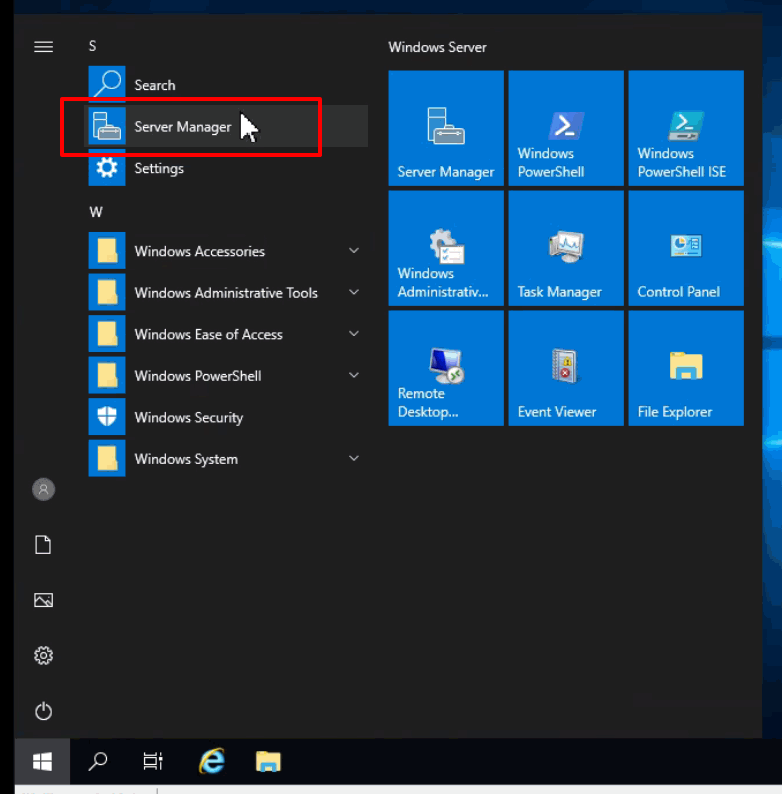 S
Search
Server Manager
Settings
W
Windows Accessories
Windows Administrative Tools
Windows Ease of Access
Windows PowerShell
Windows Security
Windows System
Windows Server
Server Manager
Windows
PowerShell
Windows
PowerShell ISE
Windows
Administrativ...
Task Manager
Control Panel
Remote
Desktop...
Event Viewer
File Explorer